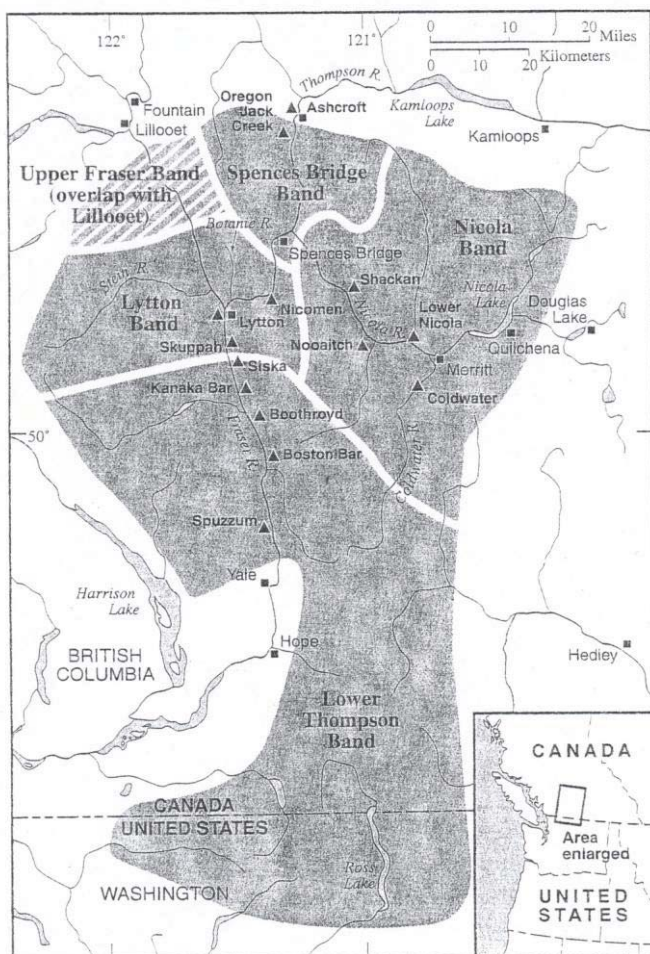 122
121
0 10 20 Miles
0 10 20
Kilometers
Thompson R.
Oregon
Jack
Creek
Ashcroft
Kamloops
Lake
Kamloops
Fountain
Lillooet
Upper Fraser Band
(overlap with
Lillooet)
Spences Bridge
Band
Botanie R.
Spences Bridge
Nicola
Band
Shackan
Nicola
Lake
Stein R.
Lytton
Band
Lytton
Nicomen
Nicola R.
Lower
Nicola
Douglas
Lake
Quilchena
Skuppah
Nooaitch
Merritt
Siska
Kanaka Bar
Coldwater
Boothroyd
Fraser R.
Coldwater R.
50°
Boston Bar
Spuzzum
Yale
Harrison
Lake
Hope
BRITISH
COLUMBIA
Hedley
Lower
Thompson
Band
CANADA
UNITED STATES
Ross
Lake
WASHINGTON
CANADA
Area
enlarged
UNITED
STATES